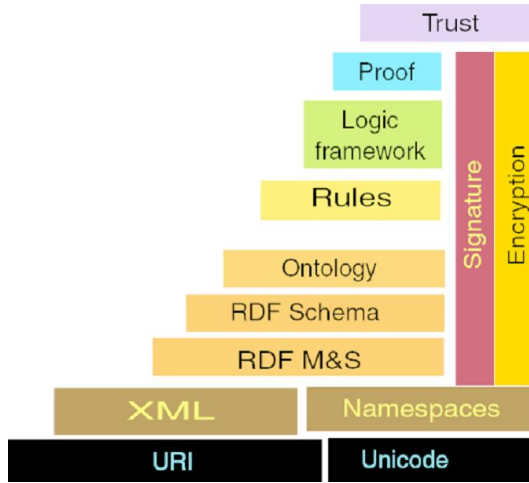 Trust
Proof
Logic
framework
Rules
Ontology
RDF Schema
RDF M&S
Signature
Encryption
XML
Namespaces
URI
Unicode